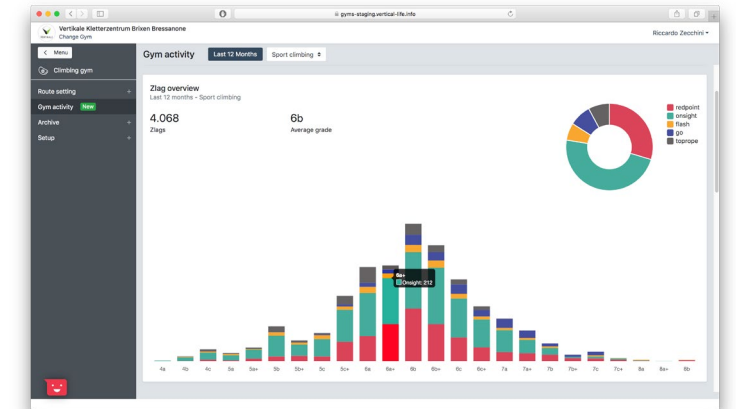 gyms-staging.vertical-life.info
Vertikale Kletterzentrum Brixen Bressanone
Change Gym
Riccardo Zecchini
Menu
Climbing gym
Route setting +
Gym activity New
Archive +
Setup +
Gym activity
Last 12 Months
Sport climbing
Zlag overview
Last 12 months - Sport climbing
4.068
Zlags
6b
Average grade
redpoint
onsight
flash
go
toprope
6a+
Onsight: 212
4a 4b 4c 5a 5a+ 5b 5b+ 5c 5c+ 6a 6a+ 6b 6b+ 6c 6c+ 7a 7a+ 7b 7b+ 7c 7c+ 8a 8a+ 8b